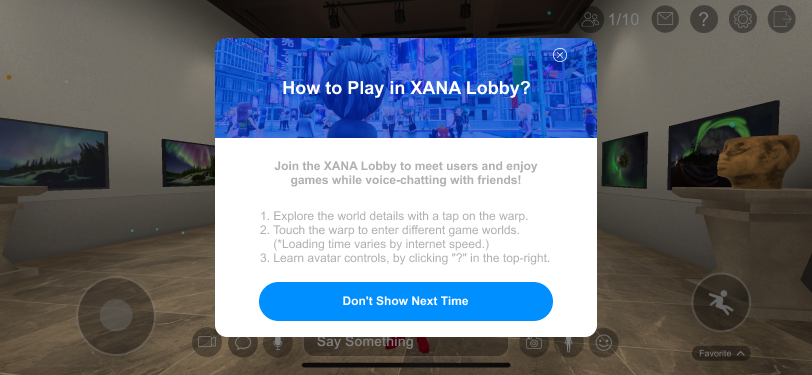 1/10
?
How to Play in XANA Lobby?
Join the XANA Lobby to meet users and enjoy
games while voice-chatting with friends!
1. Explore the world details with a tap on the warp.
2. Touch the warp to enter different game worlds.
(*Loading time varies by internet speed.)
3. Learn avatar controls, by clicking "?" in the top-right.
Don't Show Next Time
Say Something
Favorite